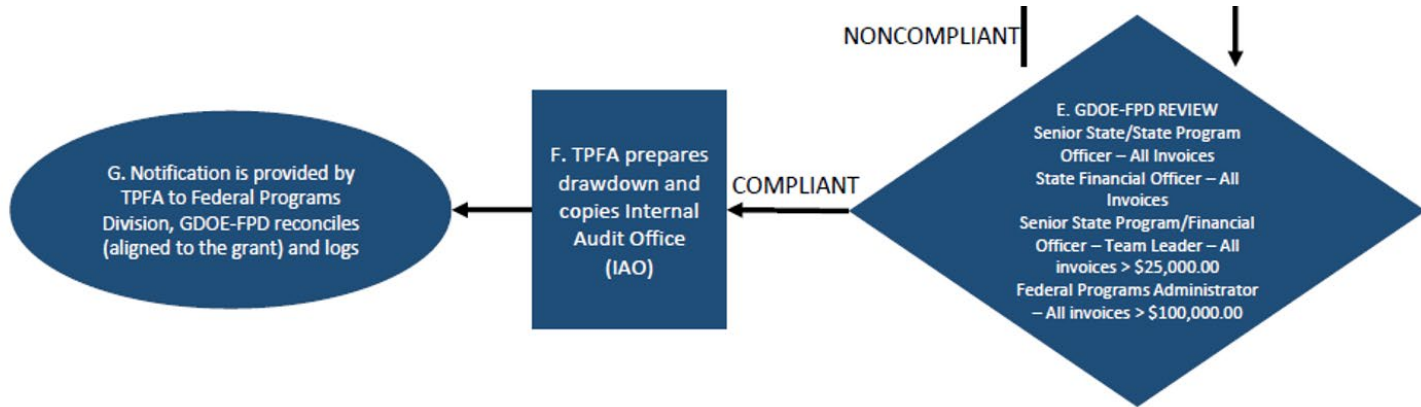 NONCOMPLIANT
E. GDOE-FPD REVIEW
Senior State/State Program
Officer – All Invoices
State Financial Officer – All
Invoices
Senior State Program/Financial
Officer – Team Leader – All
invoices > $25,000.00
Federal Programs Administrator
– All invoices > $100,000.00
COMPLIANT
F. TPFA prepares
drawdown and
copies Internal
Audit Office
(IAO)
G. Notification is provided by
TPFA to Federal Programs
Division, GDOE-FPD reconciles
(aligned to the grant) and logs